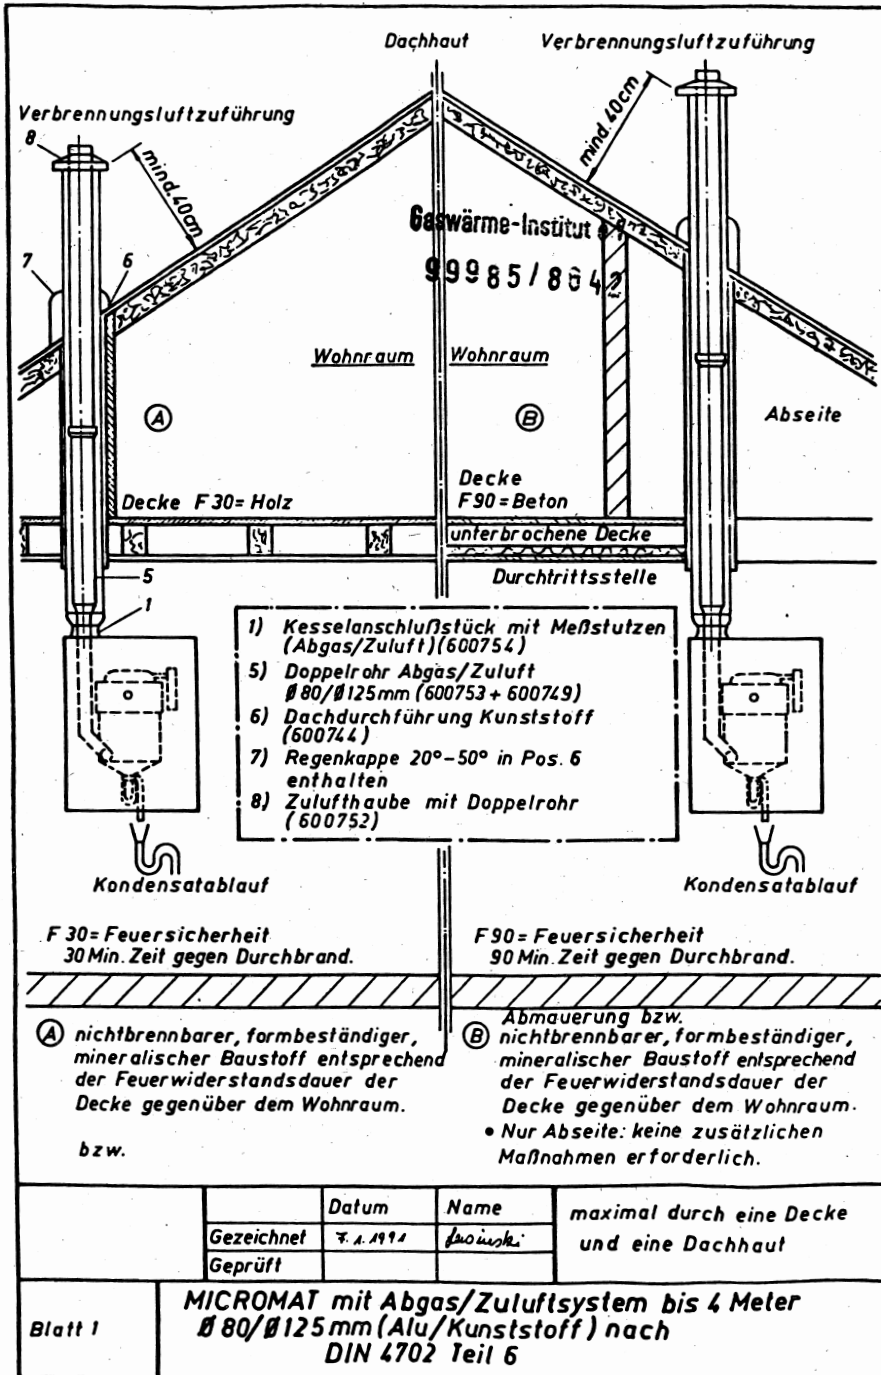 Dachhaut
Verbrennungsluftzuführung
Verbrennungsluftzuführung
8
mind. 40cm
mind. 40cm
Gaswärme-Institut
7
6
Wohnraum
Wohnraum
A
B
Abseite
Decke F30=Holz
Decke
F90=Beton
unterbrochene Decke
Durchtrittsstelle
5
1
1) Kesselanschlußstück mit Meßstutzen
(Abgas/Zuluft)(600754)
5) Doppelrohr Abgas/Zuluft
Ø80/Ø125mm (600753+600749)
6) Dachdurchführung Kunststoff
(600744)
7) Regenkappe 20°-50° in Pos. 6
enthalten
8) Zulufthaube mit Doppelrohr
(600752)
Kondensatablauf
Kondensatablauf
F 30= Feuersicherheit
30 Min. Zeit gegen Durchbrand.
F 90= Feuersicherheit
90 Min. Zeit gegen Durchbrand.
A nichtbrennbarer, formbeständiger,
mineralischer Baustoff entsprechend
der Feuerwiderstandsdauer der
Decke gegenüber dem Wohnraum.
bzw.
Abmauerung bzw.
B nichtbrennbarer, formbeständiger,
mineralischer Baustoff entsprechend
der Feuerwiderstandsdauer der
Decke gegenüber dem Wohnraum.
• Nur Abseite: keine zusätzlichen
Maßnahmen erforderlich.
Datum Name
Gezeichnet 7.1.1991
Geprüft
maximal durch eine Decke
und eine Dachhaut
Blatt 1
MICROMAT mit Abgas/Zuluftsystem bis 4 Meter
Ø 80/Ø125mm (Alu/Kunststoff) nach
DIN 4702 Teil 6